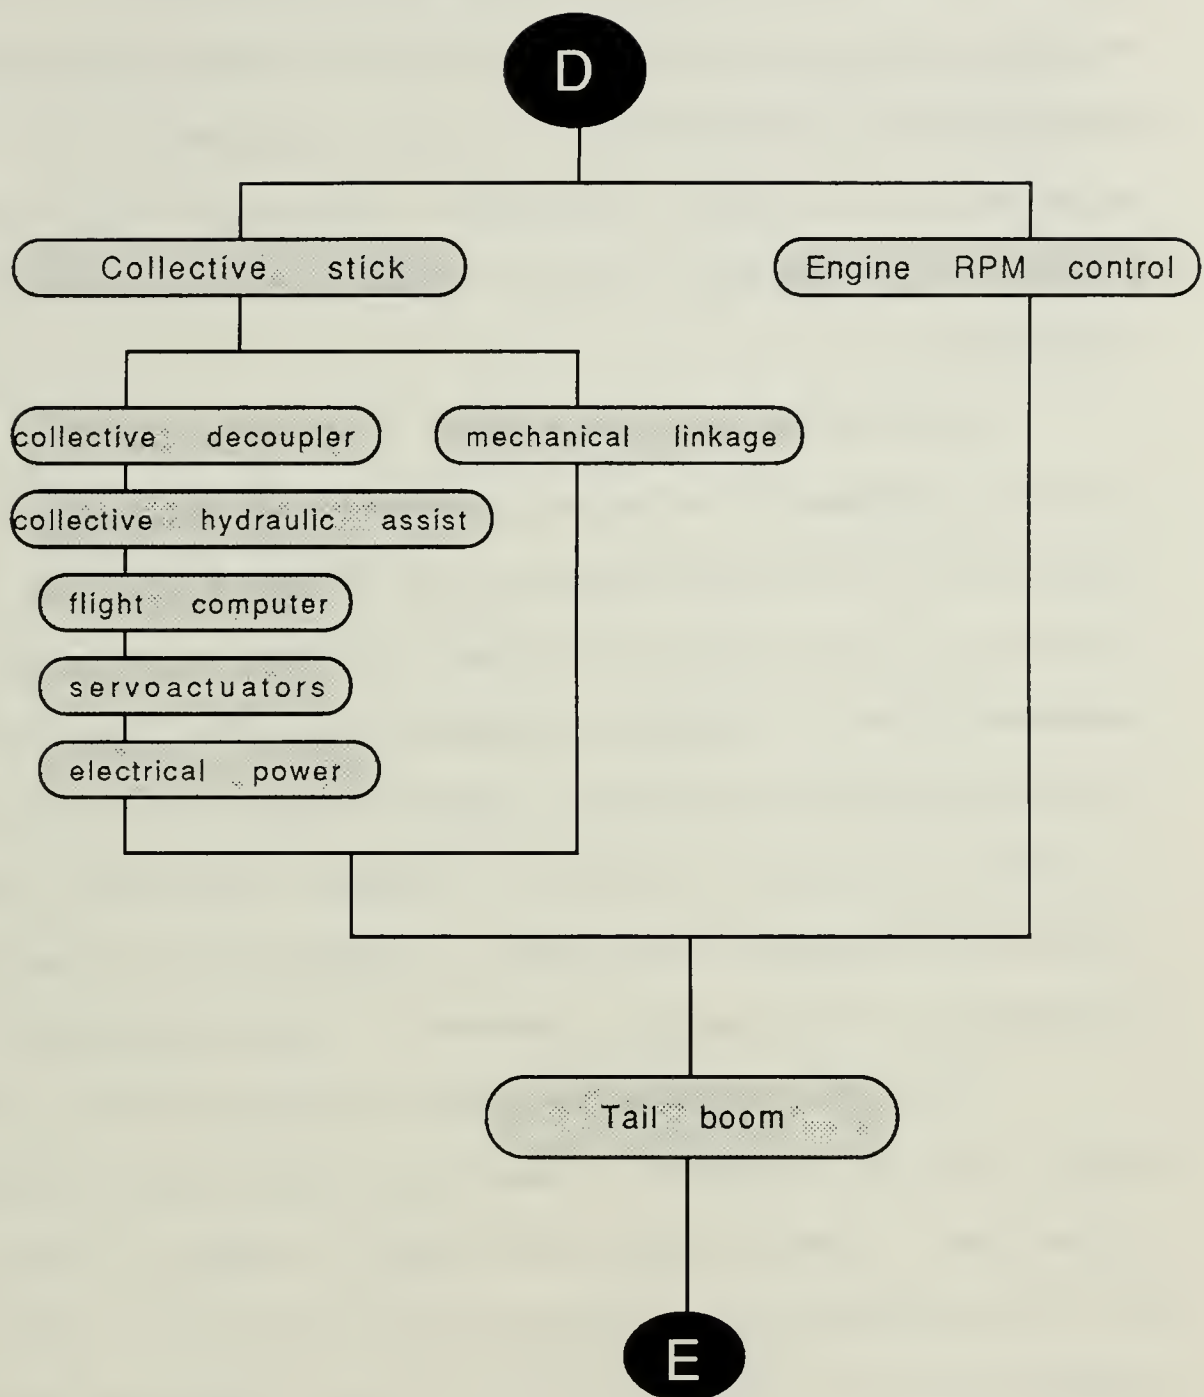 D
Collective stick
Engine RPM control
collective decoupler
mechanical linkage
collective hydraulic assist
flight computer
servoactuators
electrical power
Tail boom
E